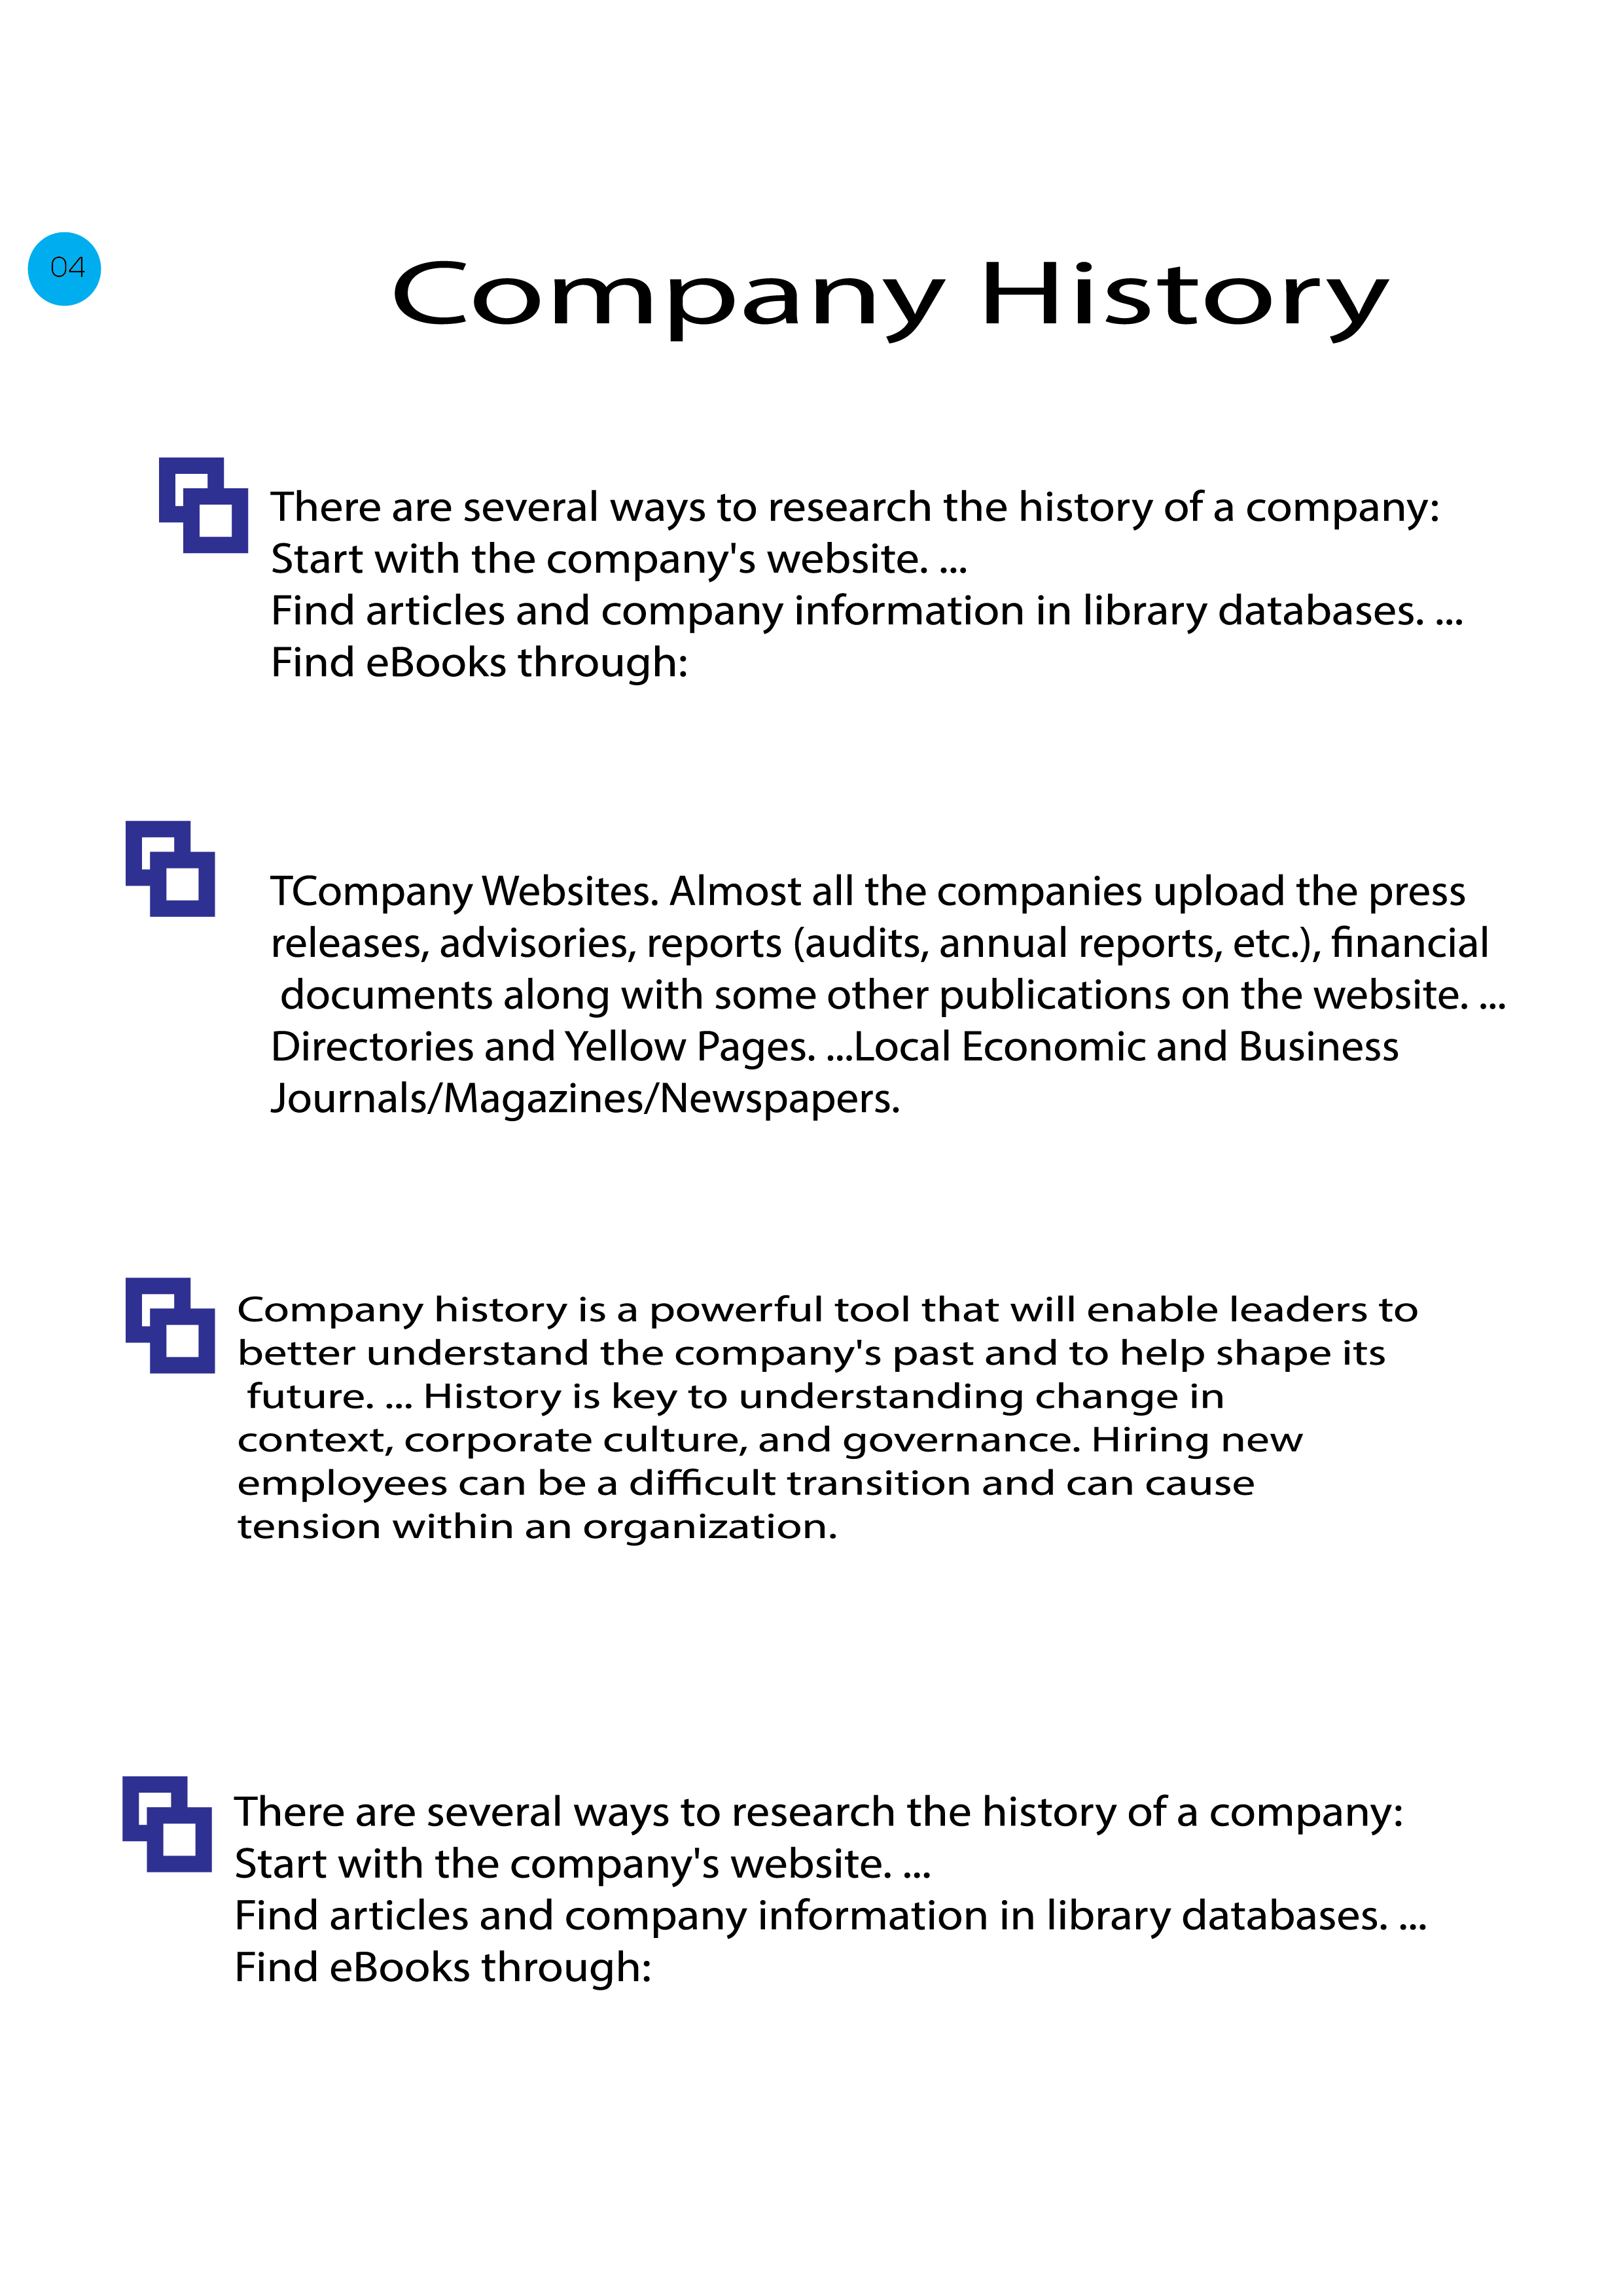 04
Company History
There are several ways to research the history of a company:
Start with the company's website. ...
Find articles and company information in library databases. ...
Find eBooks through:
TCompany Websites. Almost all the companies upload the press
releases, advisories, reports (audits, annual reports, etc.), financial
documents along with some other publications on the website. ...
Directories and Yellow Pages. ...Local Economic and Business
Journals/Magazines/Newspapers.
Company history is a powerful tool that will enable leaders to
better understand the company's past and to help shape its
future. ... History is key to understanding change in
context, corporate culture, and governance. Hiring new
employees can be a difficult transition and can cause
tension within an organization.
There are several ways to research the history of a company:
Start with the company's website. ...
Find articles and company information in library databases. ...
Find eBooks through: